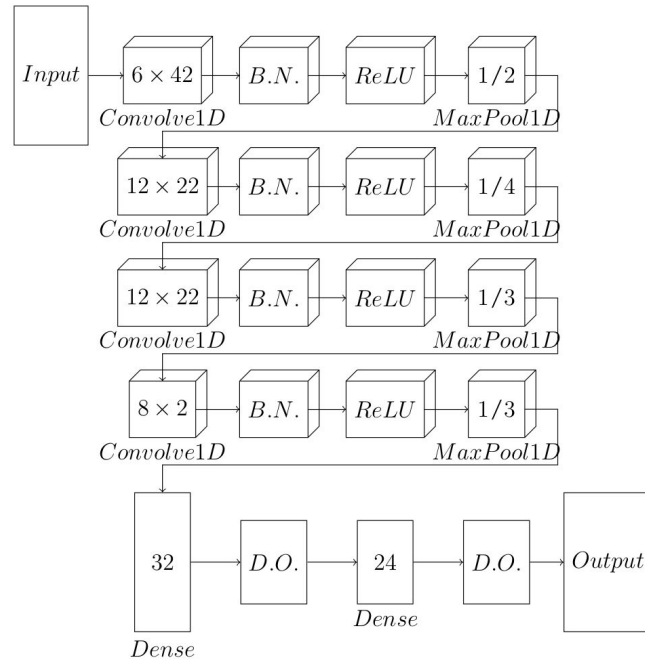 Input 6 × 42 B.N. ReLU 1/2
Convolve1D MaxPool1D
12 × 22 B.N. ReLU 1/4
Convolve1D MaxPool1D
12 × 22 B.N. ReLU 1/3
Convolve1D MaxPool1D
8 × 2 B.N. ReLU 1/3
Convolve1D MaxPool1D
32 D.O. 24 D.O. Output
Dense
Dense